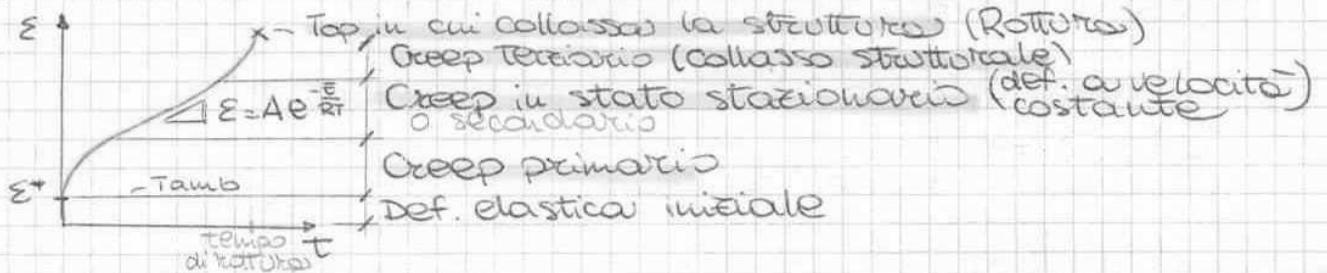 ε
x - Top, in cui collassa la struttura (Rottura)
Creep Terziario (collasso strutturale)
ε = A e^-E/RT
Creep in stato stazionario (def. a velocità costante)
o secondario
Creep primario
ε* - Tamb
Def. elastica iniziale
tempo di rottura
t